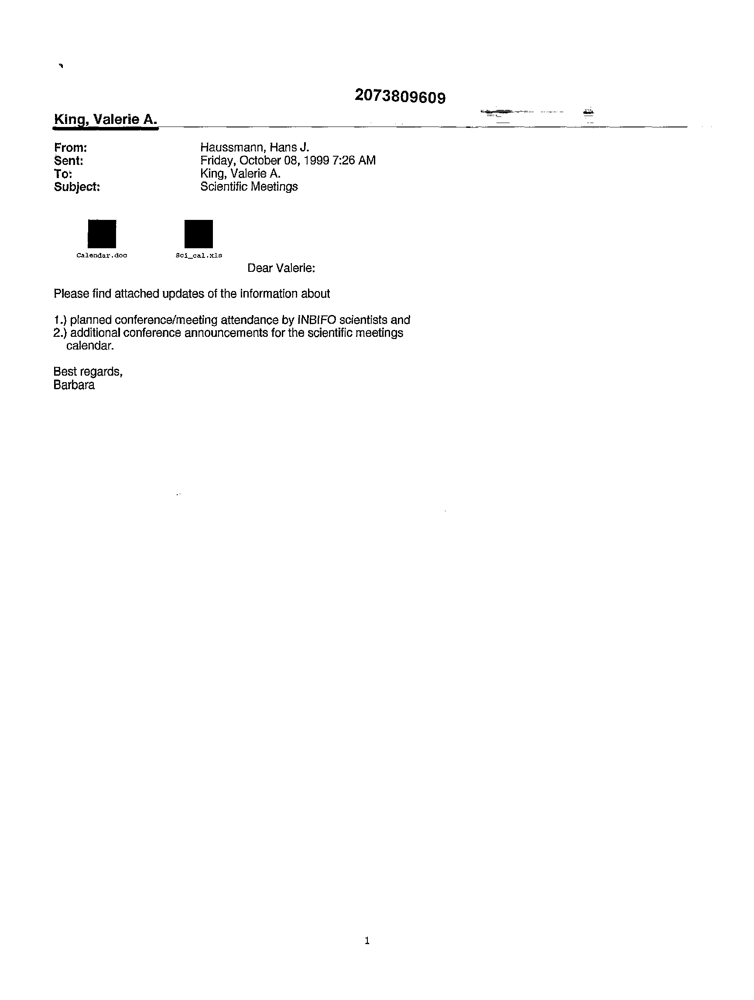 2073809609
King, Valerie A.
From: Haussmann, Hans J.
Sent: Friday, October 08, 1999 7:26 AM
To: King, Valerie A.
Subject: Scientific Meetings
Calendar.doc Sci_cal.xls
Dear Valerie:
Please find attached updates of the information about
1.) planned conference/meeting attendance by INBIFO scientists and
2.) additional conference announcements for the scientific meetings
calendar.
Best regards,
Barbara
1